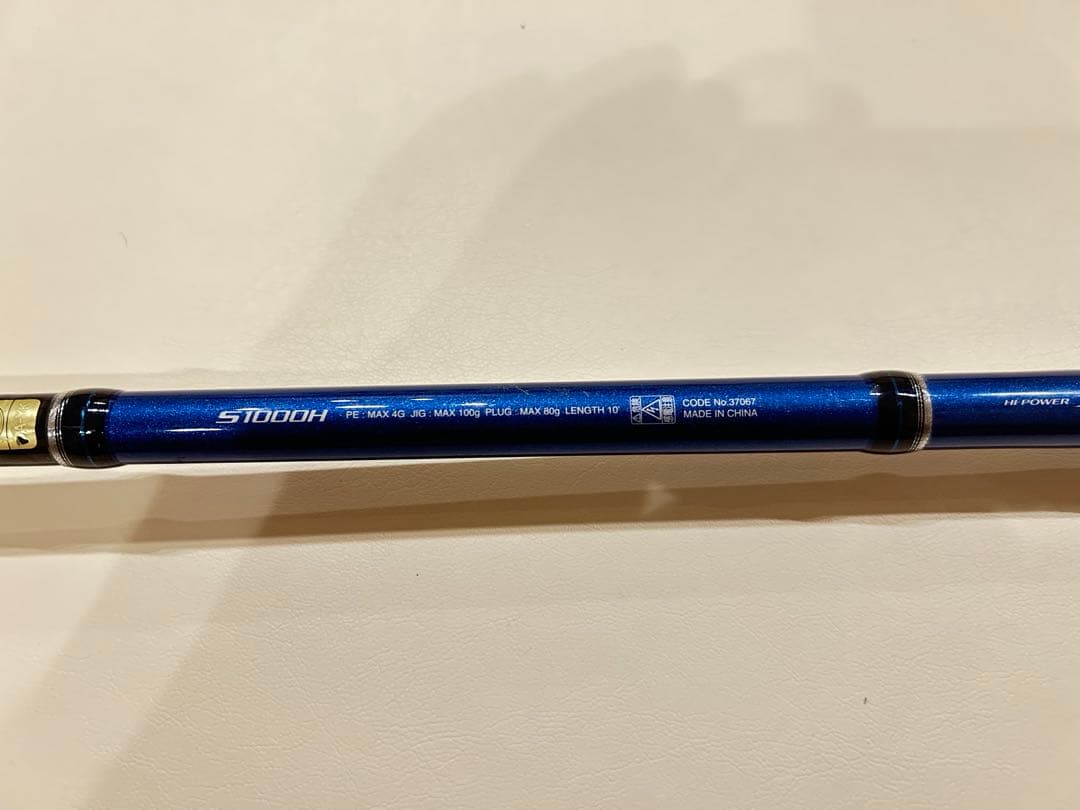 S1000H PE : MAX 4G JIG : MAX 100g PLUG : MAX 80g LENGTH 10'
CODE No.37067
MADE IN CHINA
HI-POWER